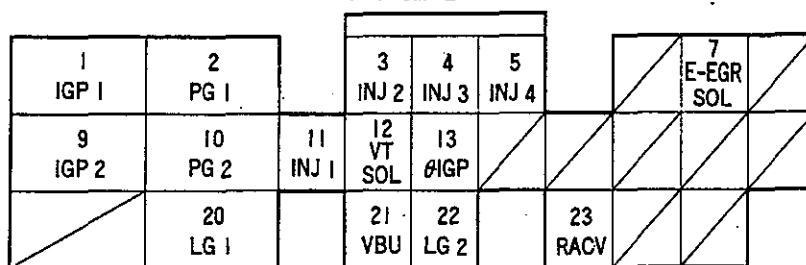 1
IGP 1
2
PG 1
3
INJ 2
4
INJ 3
5
INJ 4
7
E-EGR
SOL
9
IGP 2
10
PG 2
11
INJ 1
12
VT
SOL
13
θIGP
20
LG 1
21
VBU
22
LG 2
23
RACV